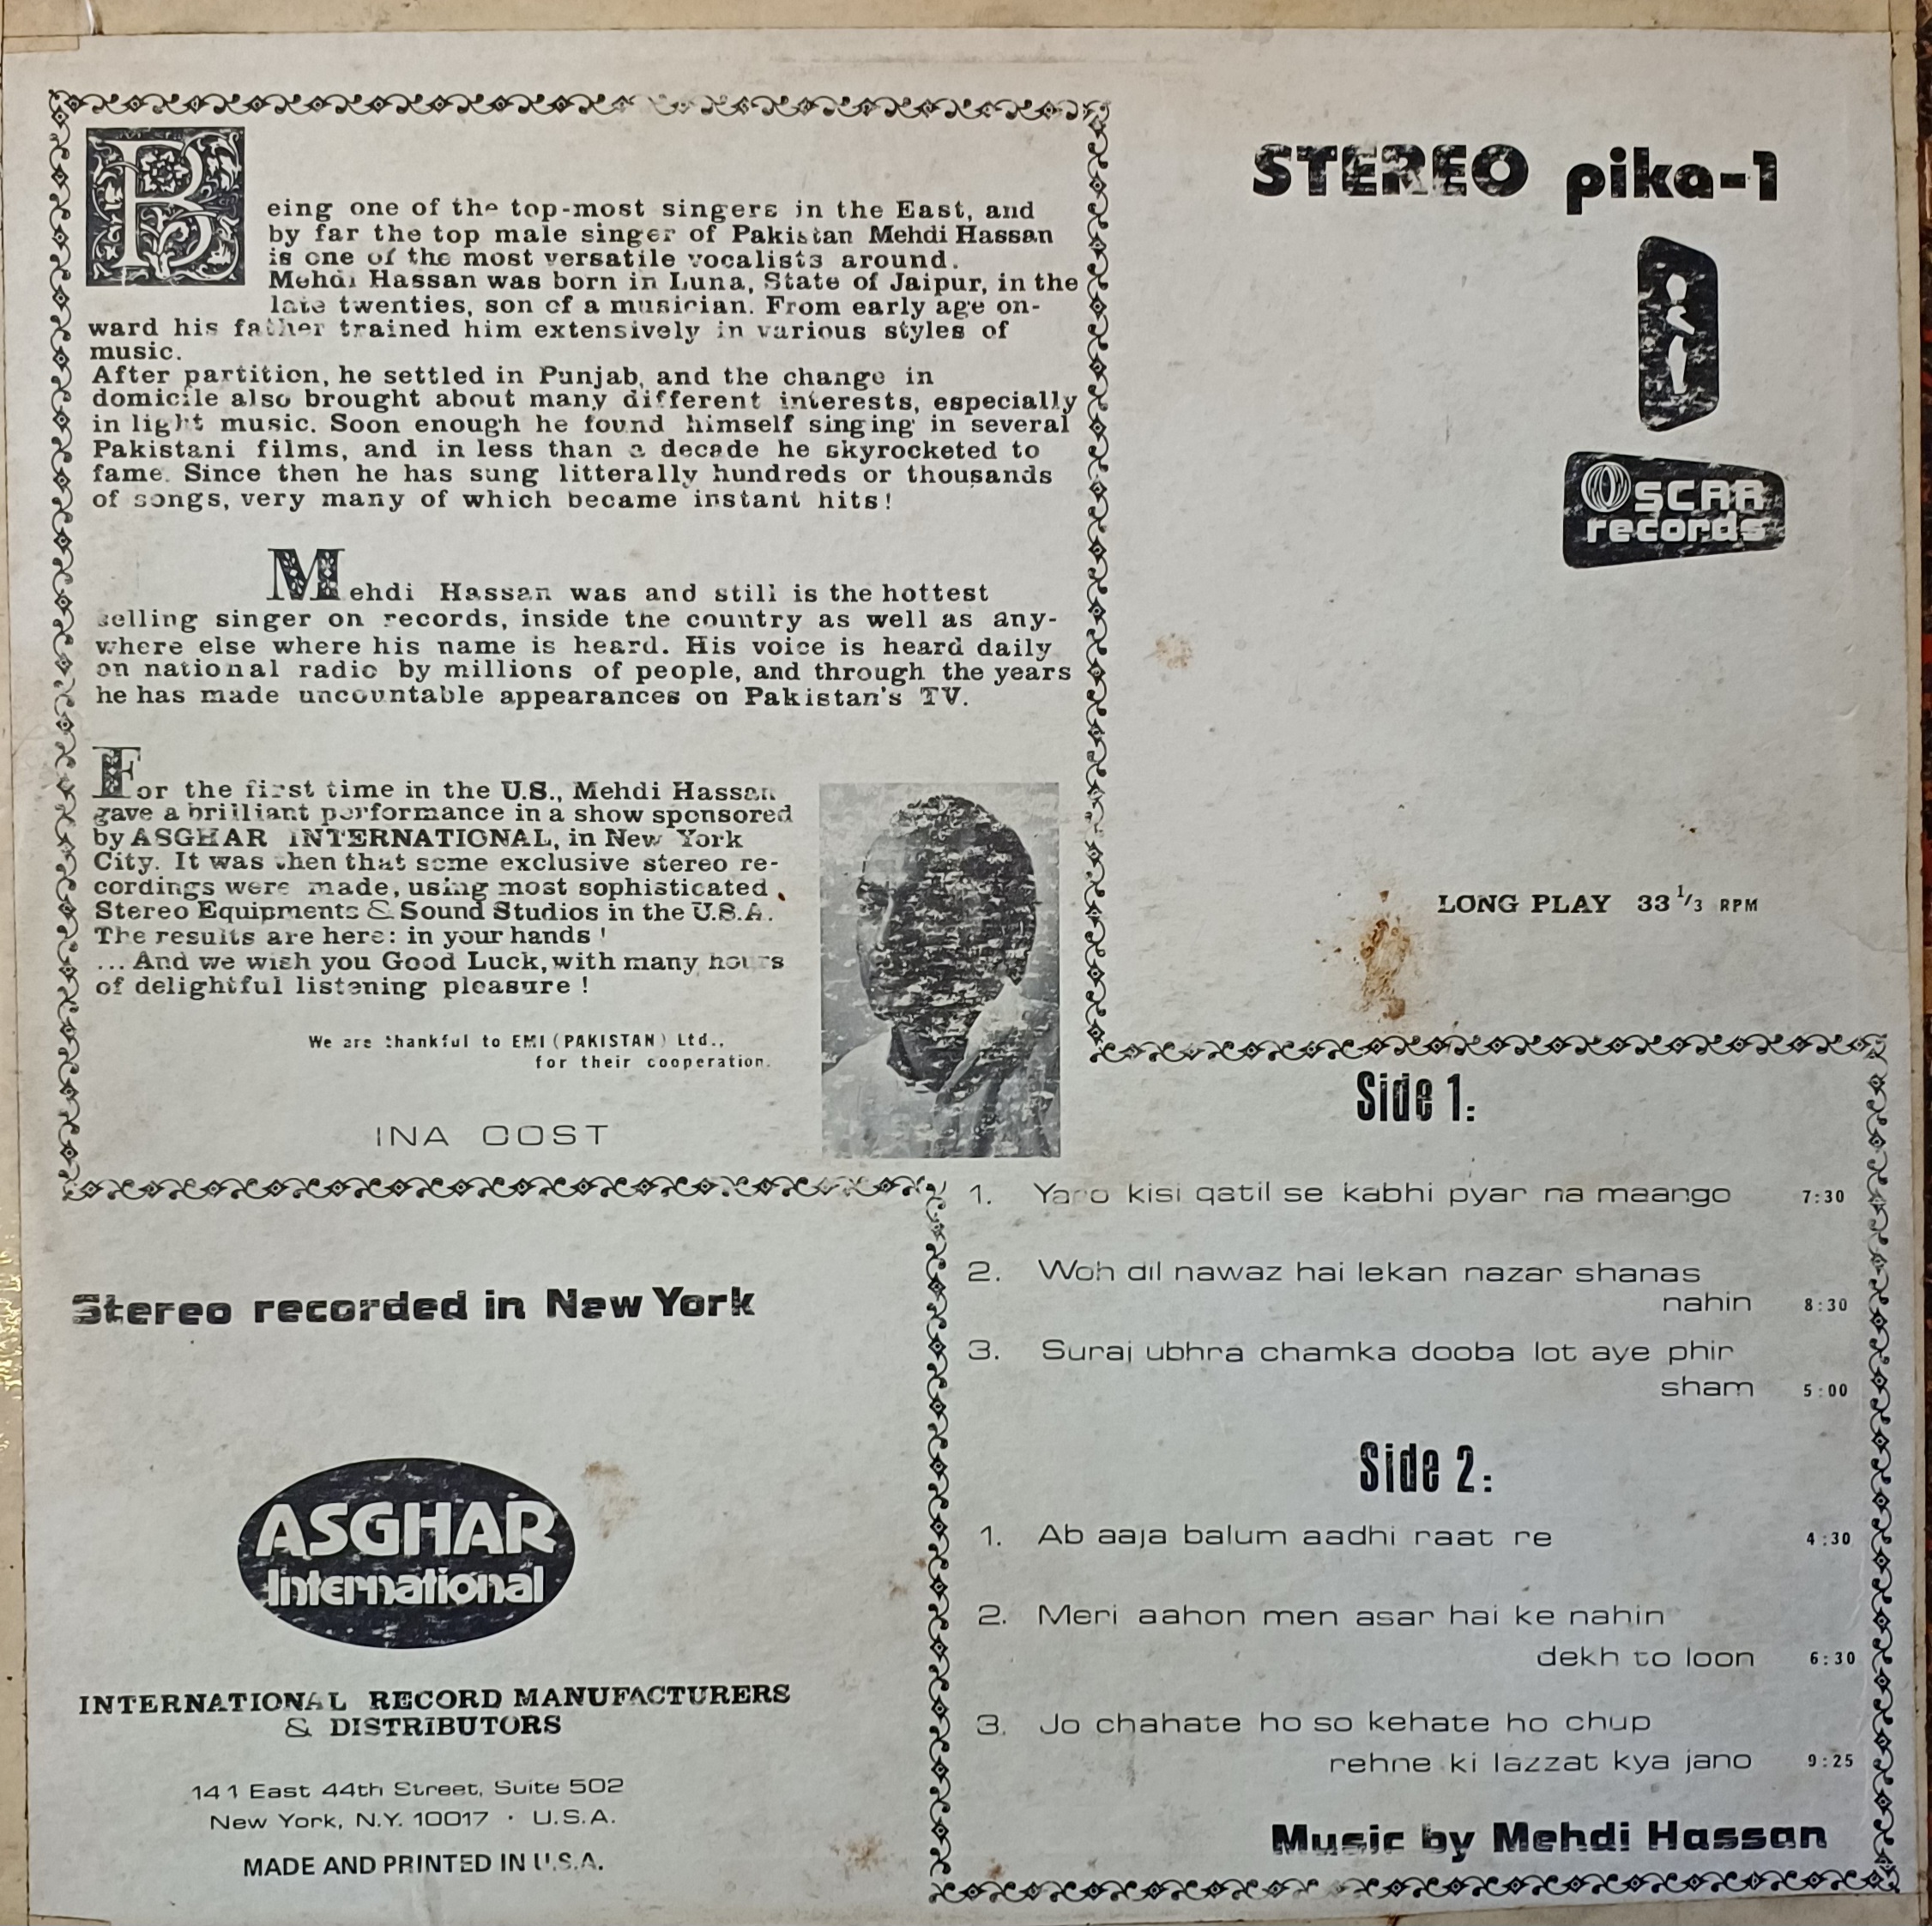 Being one of the top-most singers in the East, and
by far the top male singer of Pakistan Mehdi Hassan
is one of the most versatile vocalists around.
Mehdi Hassan was born in Luna, State of Jaipur, in the
late twenties, son of a musician. From early age on-
ward his father trained him extensively in various styles of
music.
After partition, he settled in Punjab, and the change in
domicile also brought about many different interests, especially
in light music. Soon enough he found himself singing in several
Pakistani films, and in less than a decade he skyrocketed to
fame. Since then he has sung litterally hundreds or thousands
of songs, very many of which became instant hits!
Mehdi Hassan was and still is the hottest
selling singer on records, inside the country as well as any-
where else where his name is heard. His voice is heard daily
on national radio by millions of people, and through the years
he has made uncountable appearances on Pakistan's TV.
For the first time in the U.S., Mehdi Hassan
gave a brilliant performance in a show sponsored
by ASGHAR INTERNATIONAL, in New York
City. It was then that some exclusive stereo re-
cordings were made, using most sophisticated
Stereo Equipments & Sound Studios in the U.S.A.
The results are here: in your hands!
... And we wish you Good Luck, with many hours
of delightful listening pleasure!
We are thankful to EMI (PAKISTAN) Ltd.,
for their cooperation.
INA OOST
STEREO pika-1
OSCAR
records
LONG PLAY 33 1/3 RPM
Side 1:
1. Yaro kisi qatil se kabhi pyar na maango 7:30
2. Woh dil nawaz hai lekan nazar shanas
nahin 8:30
3. Suraj ubhra chamka dooba lot aye phir
sham 5:00
Side 2:
1. Ab aaja balum aadhi raat re 4:30
2. Meri aahon men asar hai ke nahin
dekh to loon 6:30
3. Jo chahate ho so kehate ho chup
rehne ki lazzat kya jano 9:25
Music by Mehdi Hassan
Stereo recorded in New York
ASGHAR
International
INTERNATIONAL RECORD MANUFACTURERS
& DISTRIBUTORS
141 East 44th Street, Suite 502
New York, N.Y. 10017 · U.S.A.
MADE AND PRINTED IN U.S.A.